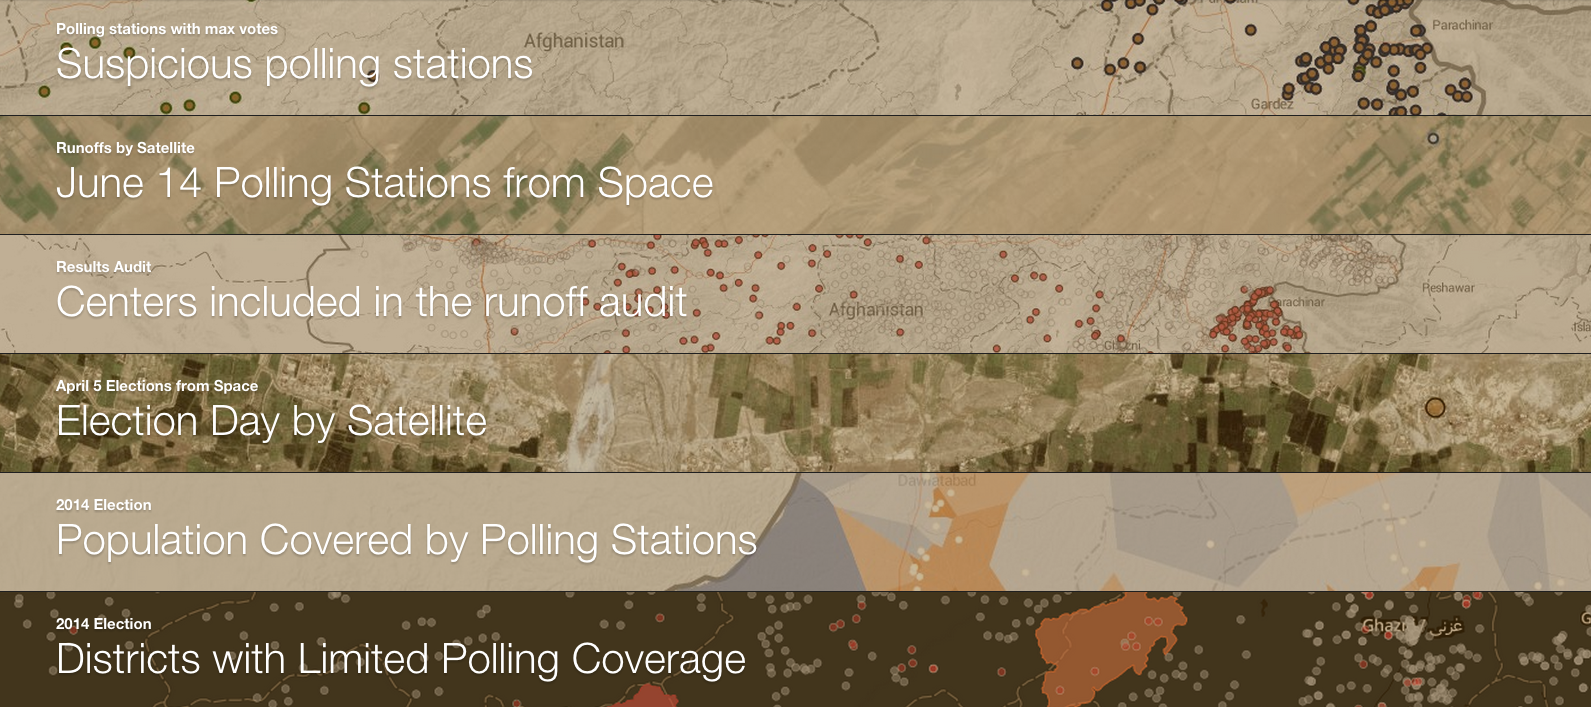 Polling stations with max votes
Suspicious polling stations
Afghanistan
Parachinar
Gardez
Runoffs by Satellite
June 14 Polling Stations from Space
Results Audit
Centers included in the runoff audit
Afghanistan
Parachinar
Peshawar
Ghazni
April 5 Elections from Space
Election Day by Satellite
2014 Election
Population Covered by Polling Stations
Dawlatabad
2014 Election
Districts with Limited Polling Coverage
غزنی